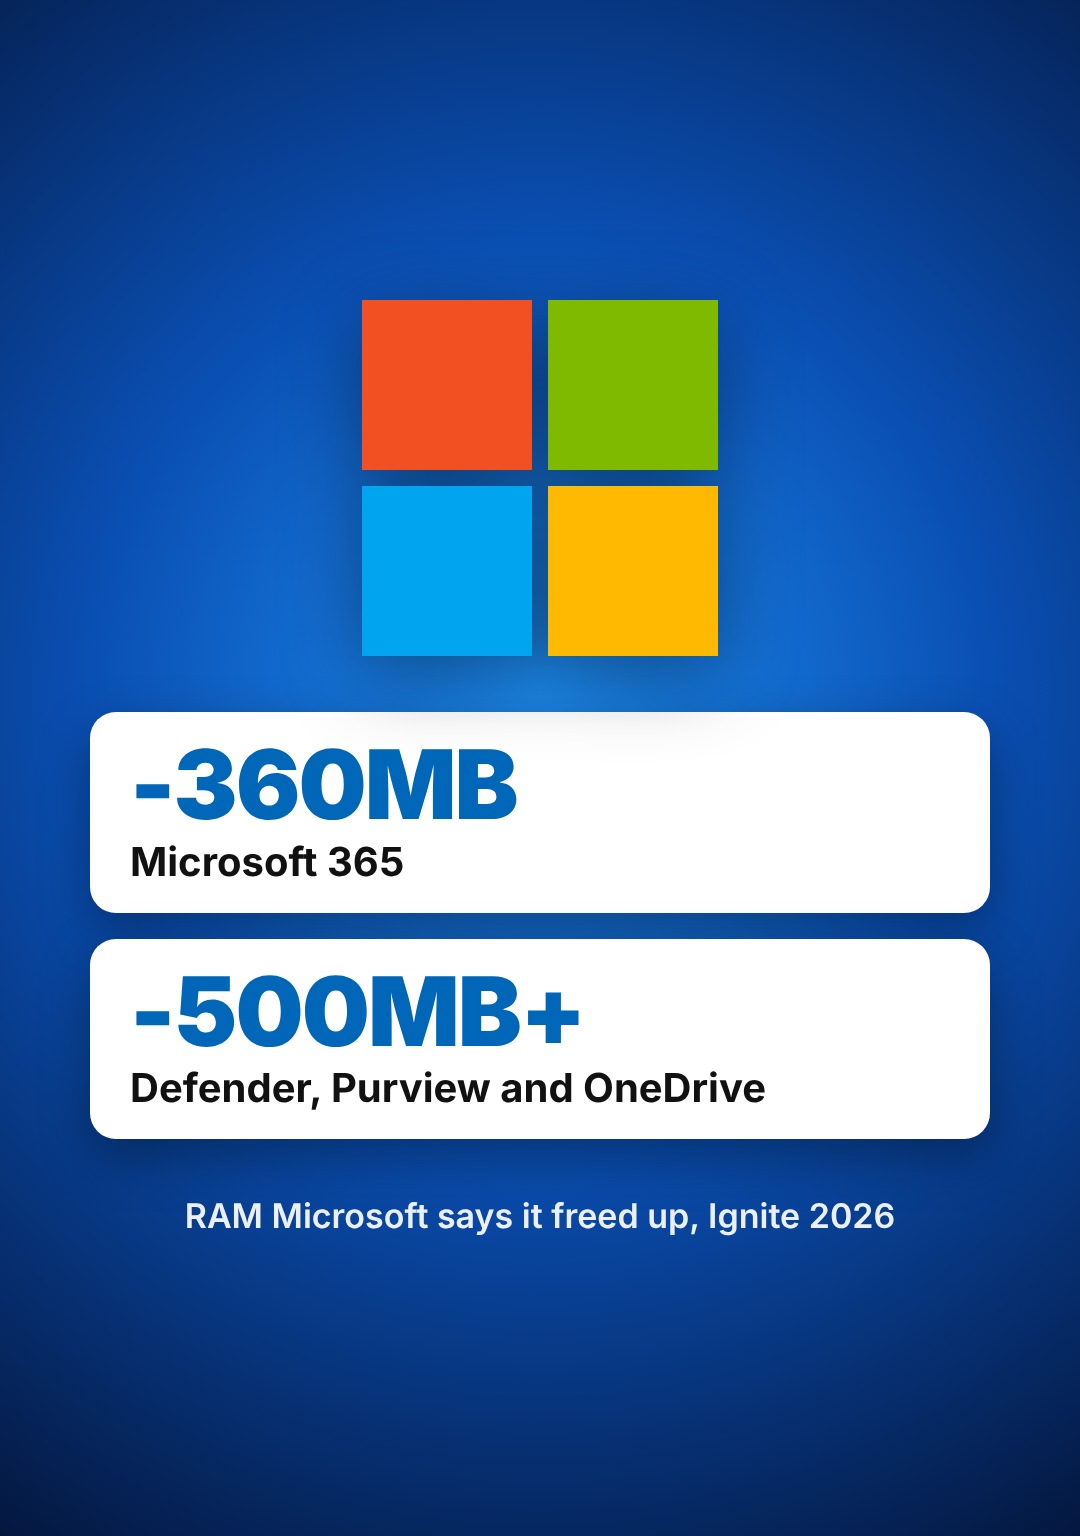 -360MB
Microsoft 365
-500MB+
Defender, Purview and OneDrive
RAM Microsoft says it freed up, Ignite 2026